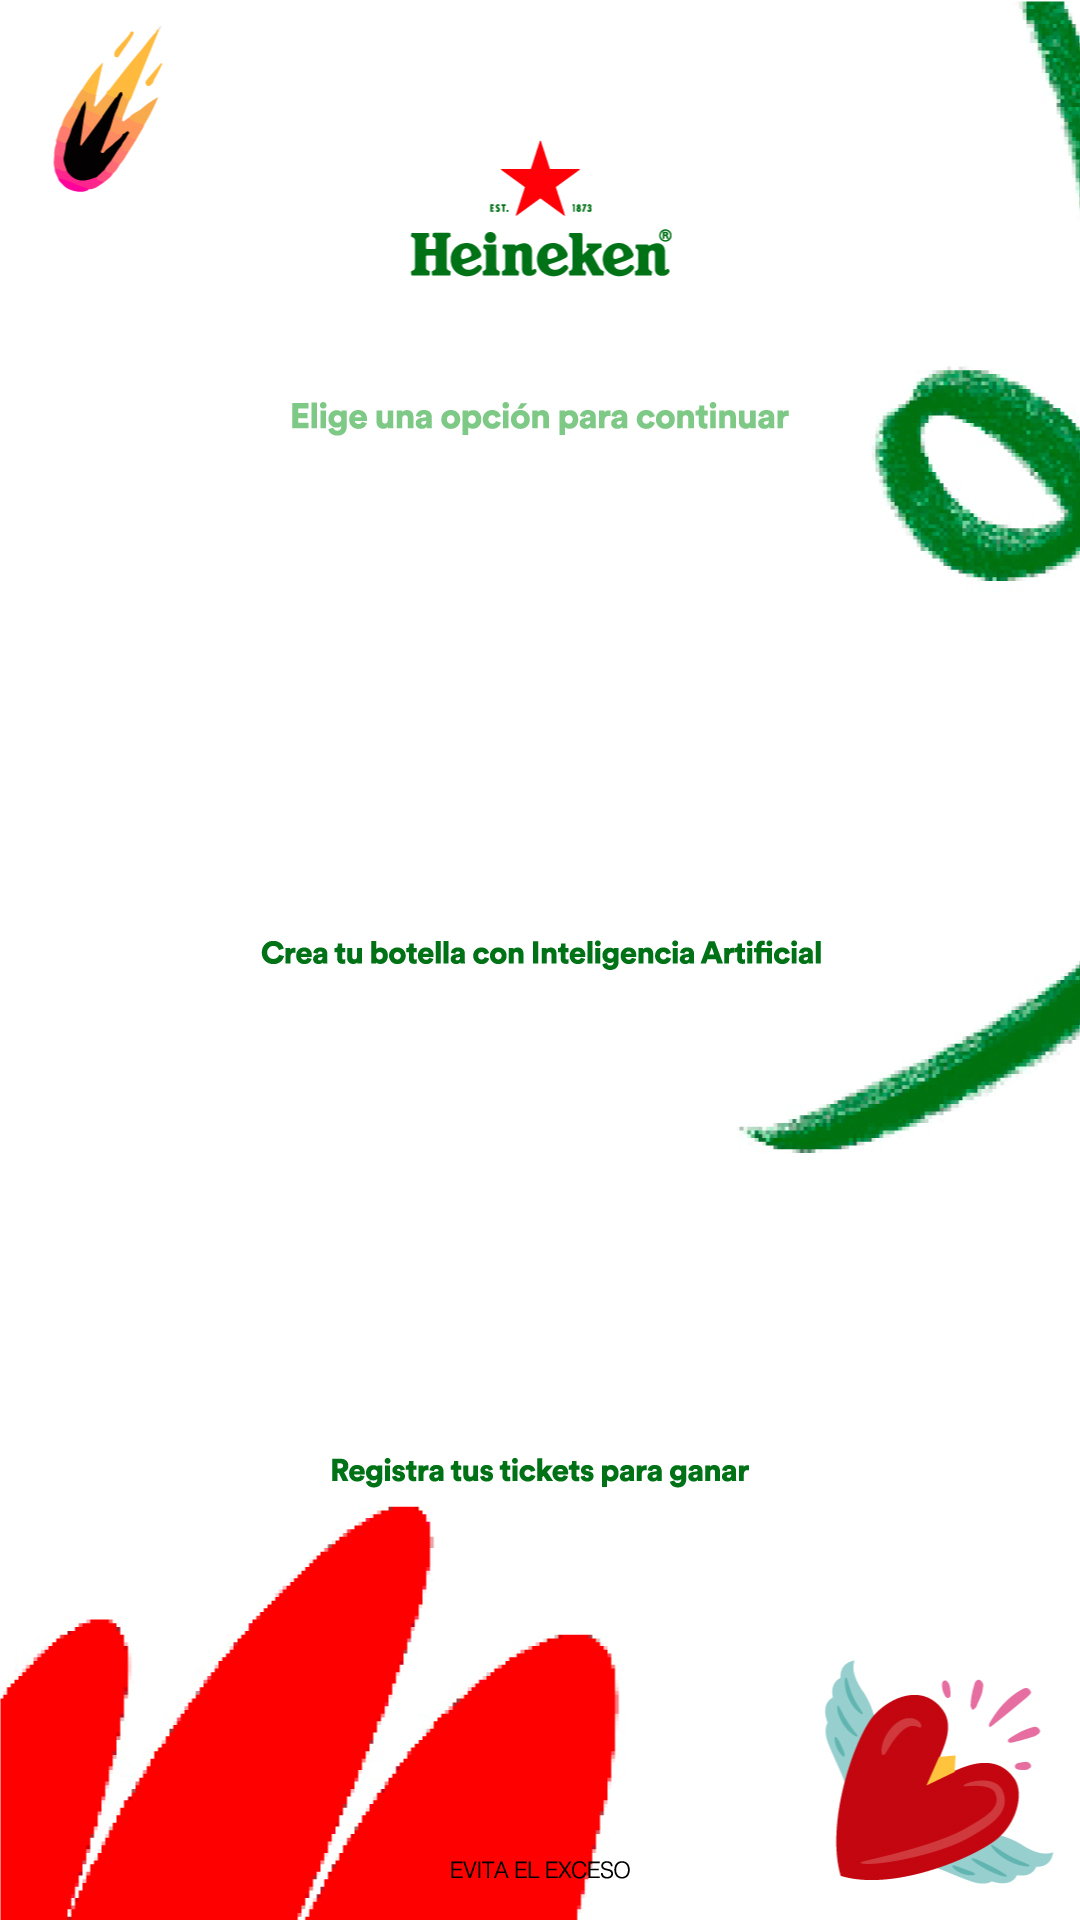 EST. 1873
Heineken®
Elige una opción para continuar
Crea tu botella con Inteligencia Artificial
Registra tus tickets para ganar
EVITA EL EXCESO